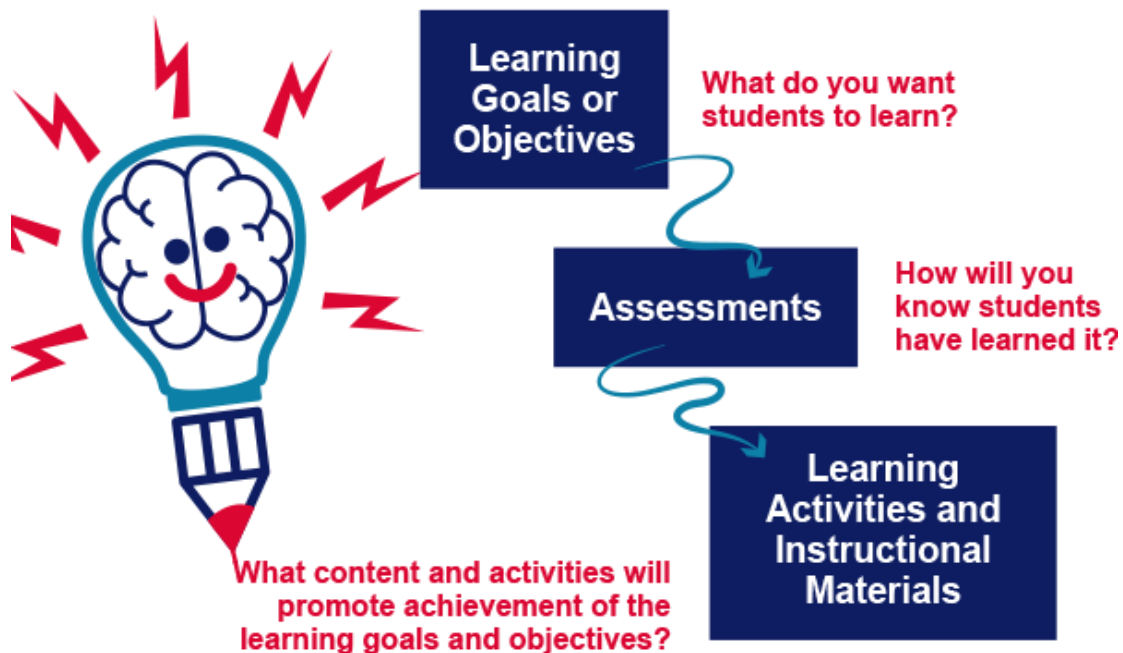 Learning
Goals or
Objectives
What do you want
students to learn?
Assessments
How will you
know students
have learned it?
Learning
Activities and
Instructional
Materials
What content and activities will
promote achievement of the
learning goals and objectives?